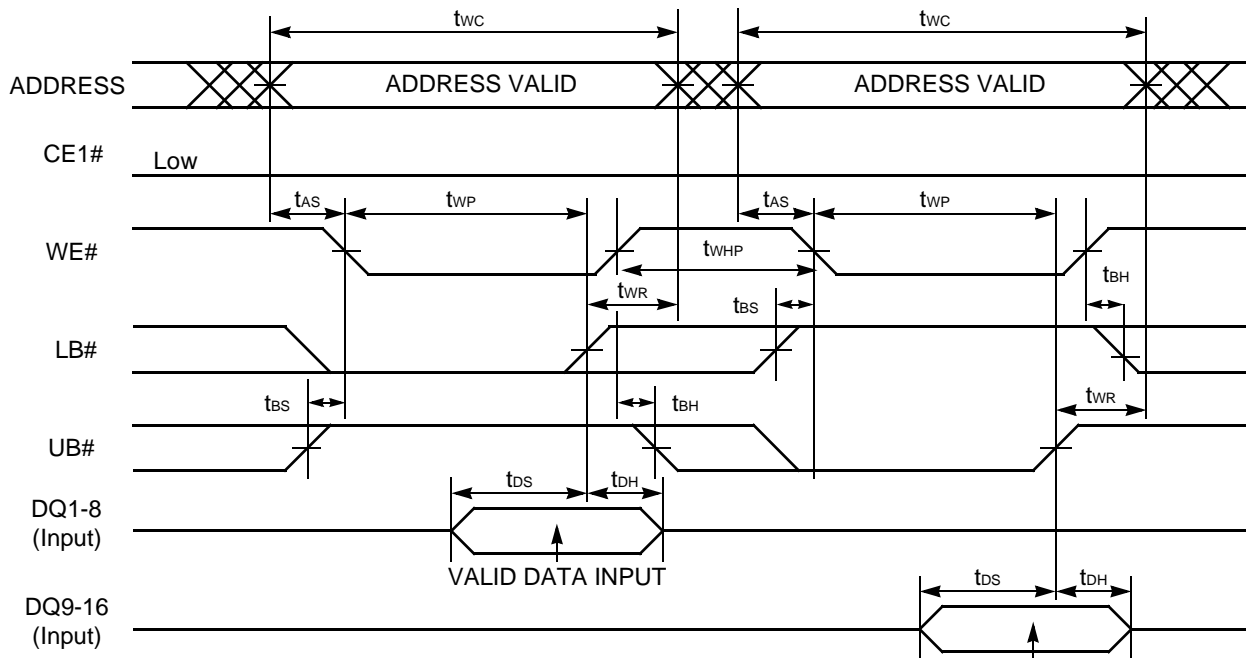 tWC tWC
ADDRESS ADDRESS VALID ADDRESS VALID
CE1# Low
tAS tWP tAS tWP
WE#
tWHP
tBH
tWR
tBS
LB#
tBS tBH tWR
UB#
tDS tDH
DQ1-8
(Input)
VALID DATA INPUT
tDS tDH
DQ9-16
(Input)